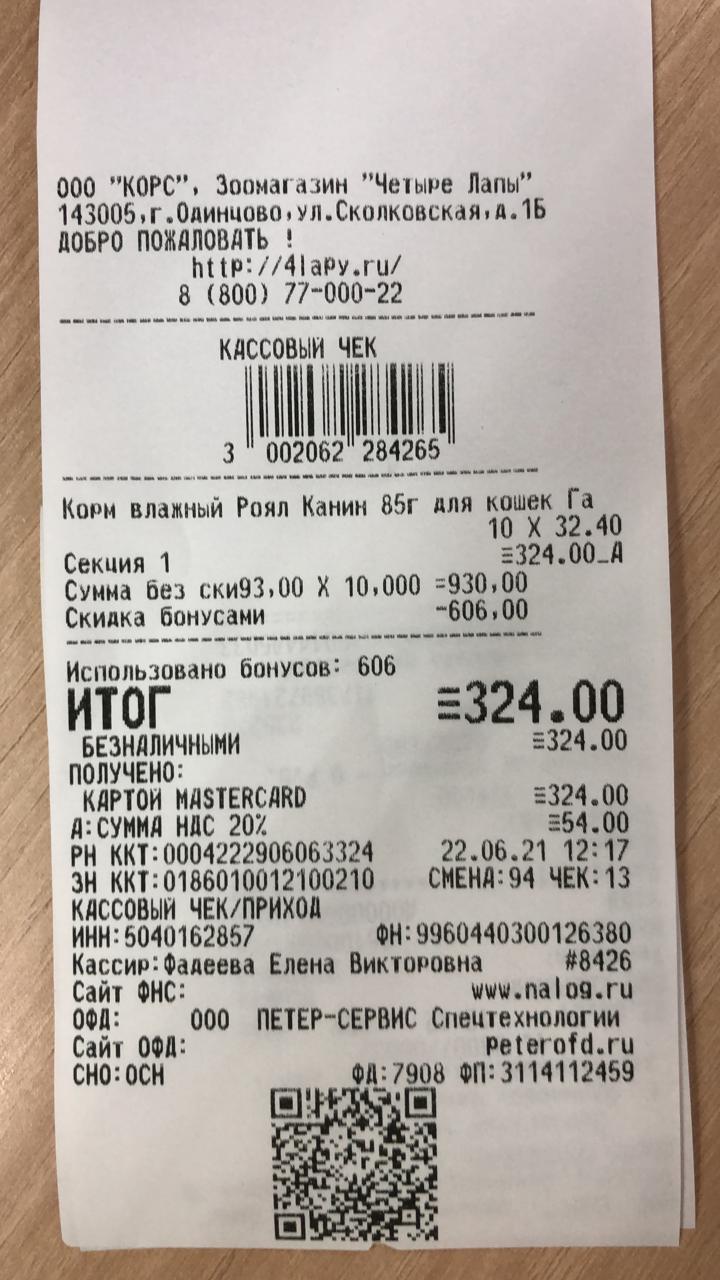 ООО "КОРС", Зоомагазин "Четыре Лапы"
143005,г.Одинцово,ул.Сколковская,д.1Б
ДОБРО ПОЖАЛОВАТЬ !
http://4lapy.ru/
8 (800) 77-000-22
КАССОВЫЙ ЧЕК
3 002062 284265
Корм влажный Роял Канин 85г для кошек Га
10 X 32.40
Секция 1 ≡324.00_А
Сумма без ски93,00 X 10,000 =930,00
Скидка бонусами -606,00
Использовано бонусов: 606
ИТОГ ≡324.00
БЕЗНАЛИЧНЫМИ ≡324.00
ПОЛУЧЕНО:
КАРТОЙ MASTERCARD ≡324.00
А:СУММА НДС 20% ≡54.00
РН ККТ:0004222906063324 22.06.21 12:17
ЗН ККТ:0186010012100210 СМЕНА:94 ЧЕК:13
КАССОВЫЙ ЧЕК/ПРИХОД
ИНН:5040162857 ФН:9960440300126380
Кассир:Фадеева Елена Викторовна #8426
Сайт ФНС: www.nalog.ru
ОФД: ООО ПЕТЕР-СЕРВИС Спецтехнологии
Сайт ОФД: peterofd.ru
СНО:ОСН ФД:7908 ФП:3114112459